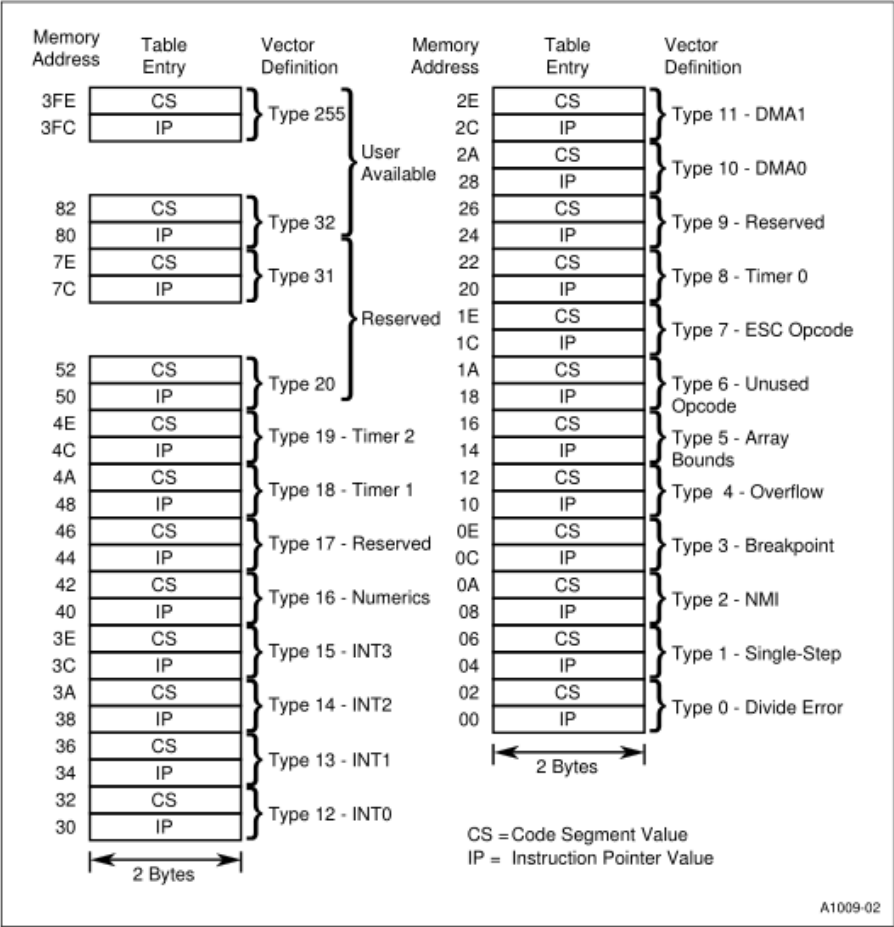 Memory Address Table Entry Vector Definition
3FE CS
3FC IP
Type 255
User Available
82 CS
80 IP
Type 32
7E CS
7C IP
Type 31
Reserved
52 CS
50 IP
Type 20
4E CS
4C IP
Type 19 - Timer 2
4A CS
48 IP
Type 18 - Timer 1
46 CS
44 IP
Type 17 - Reserved
42 CS
40 IP
Type 16 - Numerics
3E CS
3C IP
Type 15 - INT3
3A CS
38 IP
Type 14 - INT2
36 CS
34 IP
Type 13 - INT1
32 CS
30 IP
Type 12 - INT0
2 Bytes
Memory Address Table Entry Vector Definition
2E CS
2C IP
Type 11 - DMA1
2A CS
28 IP
Type 10 - DMA0
26 CS
24 IP
Type 9 - Reserved
22 CS
20 IP
Type 8 - Timer 0
1E CS
1C IP
Type 7 - ESC Opcode
1A CS
18 IP
Type 6 - Unused
Opcode
16 CS
14 IP
Type 5 - Array
Bounds
12 CS
10 IP
Type 4 - Overflow
0E CS
0C IP
Type 3 - Breakpoint
0A CS
08 IP
Type 2 - NMI
06 CS
04 IP
Type 1 - Single-Step
02 CS
00 IP
Type 0 - Divide Error
2 Bytes
CS = Code Segment Value
IP = Instruction Pointer Value
A1009-02